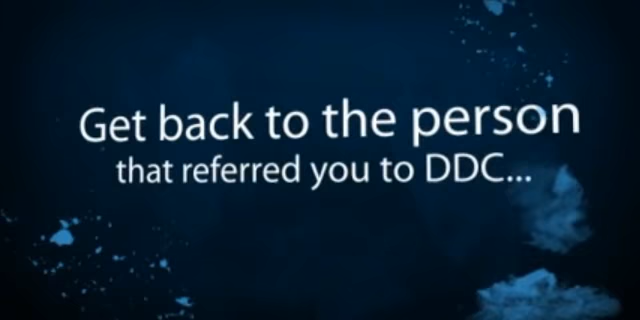 Get back to the person
that referred you to DDC...